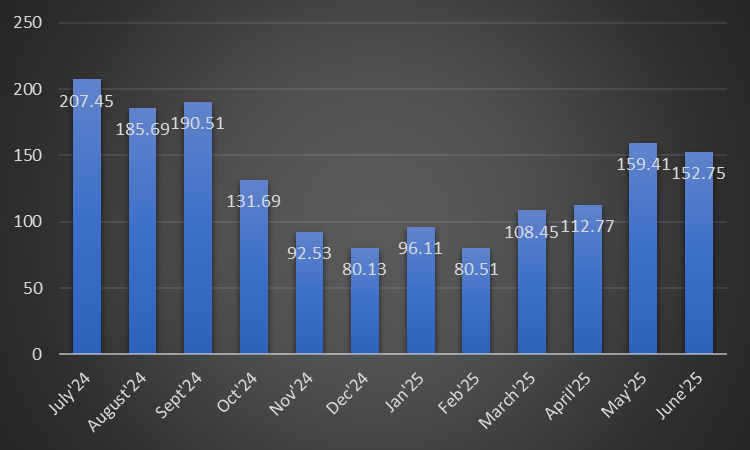 250
200
150
100
50
0
207.45
185.69
190.51
131.69
92.53
80.13
96.11
80.51
108.45
112.77
159.41
152.75
July'24
August'24
Sept'24
Oct'24
Nov'24
Dec'24
Jan'25
Feb'25
March'25
April'25
May'25
June'25